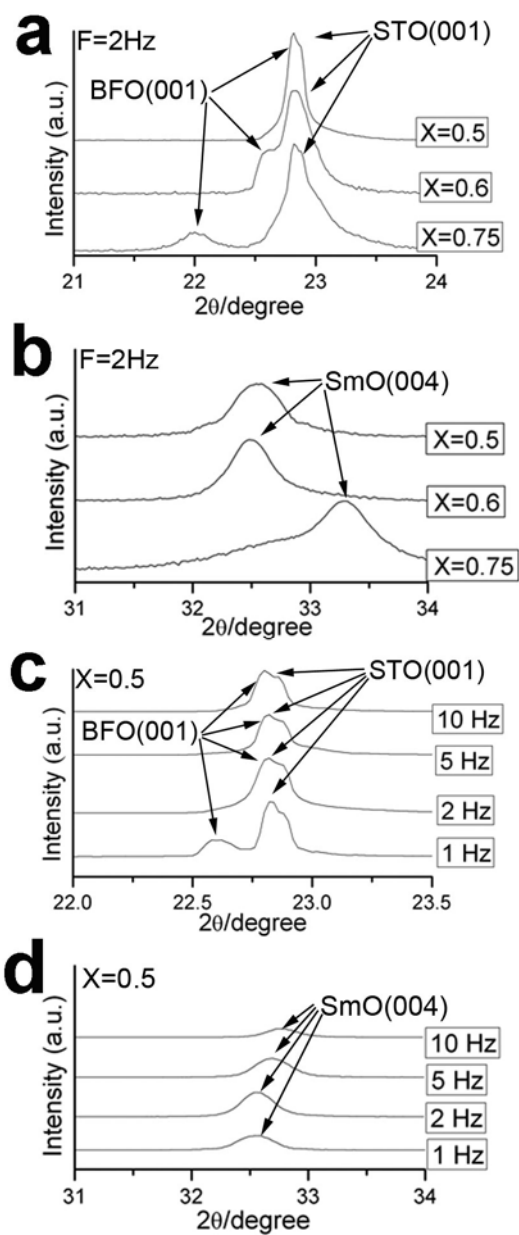 a
F=2Hz
STO(001)
BFO(001)
X=0.5
X=0.6
X=0.75
Intensity (a.u.)
21 22 23 24
2θ/degree
b
F=2Hz
SmO(004)
X=0.5
X=0.6
X=0.75
Intensity (a.u.)
31 32 33 34
2θ/degree
c
X=0.5
STO(001)
BFO(001)
10 Hz
5 Hz
2 Hz
1 Hz
Intensity (a.u.)
22.0 22.5 23.0 23.5
2θ/degree
d
X=0.5
SmO(004)
10 Hz
5 Hz
2 Hz
1 Hz
Intensity (a.u.)
31 32 33 34
2θ/degree